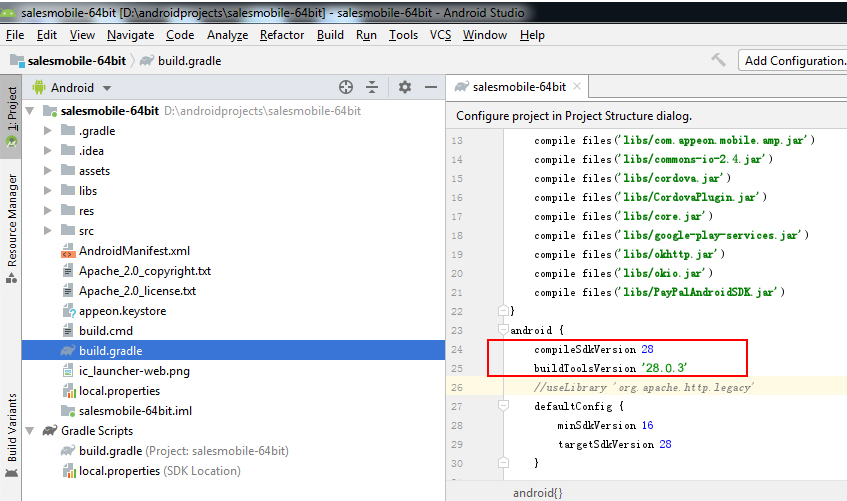 salesmobile-64bit [D:\androidprojects\salesmobile-64bit] - salesmobile-64bit - Android Studio
File Edit View Navigate Code Analyze Refactor Build Run Tools VCS Window Help
salesmobile-64bit build.gradle
Add Configuration.
1: Project
Resource Manager
Build Variants
Android
salesmobile-64bit D:\androidprojects\salesmobile-64bit
.gradle
.idea
assets
libs
res
src
AndroidManifest.xml
Apache_2.0_copyright.txt
Apache_2.0_license.txt
appeon.keystore
build.cmd
build.gradle
ic_launcher-web.png
local.properties
salesmobile-64bit.iml
Gradle Scripts
build.gradle (Project: salesmobile-64bit)
local.properties (SDK Location)
salesmobile-64bit
Configure project in Project Structure dialog.
13 compile files('libs/com.appeon.mobile.amp.jar')
14 compile files('libs/commons-io-2.4.jar')
15 compile files('libs/cordova.jar')
16 compile files('libs/CordovaPlugin.jar')
17 compile files('libs/core.jar')
18 compile files('libs/google-play-services.jar')
19 compile files('libs/okhttp.jar')
20 compile files('libs/okio.jar')
21 compile files('libs/PayPalAndroidSDK.jar')
22 }
23 android {
24 compileSdkVersion 28
25 buildToolsVersion '28.0.3'
26 //useLibrary 'org.apache.http.legacy'
27 defaultConfig {
28 minSdkVersion 16
29 targetSdkVersion 28
30 }
android{}